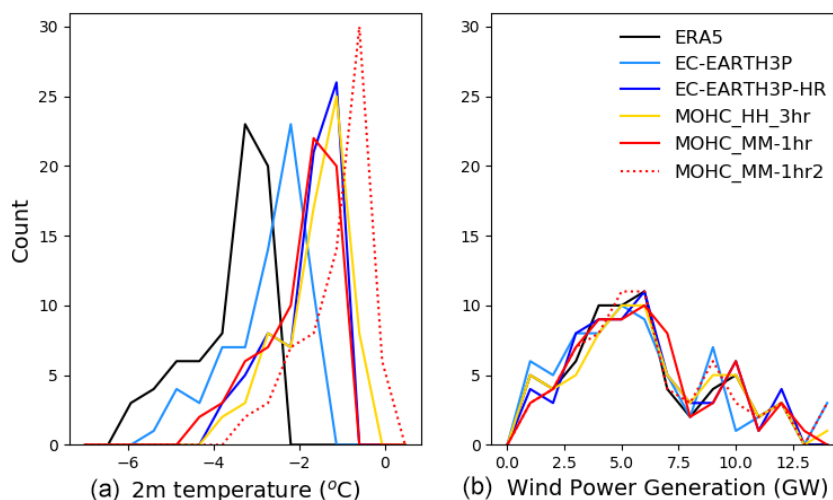 30
25
20
15
10
5
0
Count
−6
−4
−2
0
(a) 2m temperature (°C)
30
25
20
15
10
5
0
ERA5
EC-EARTH3P
EC-EARTH3P-HR
MOHC_HH_3hr
MOHC_MM-1hr
MOHC_MM-1hr2
0.0
2.5
5.0
7.5
10.0
12.5
(b) Wind Power Generation (GW)